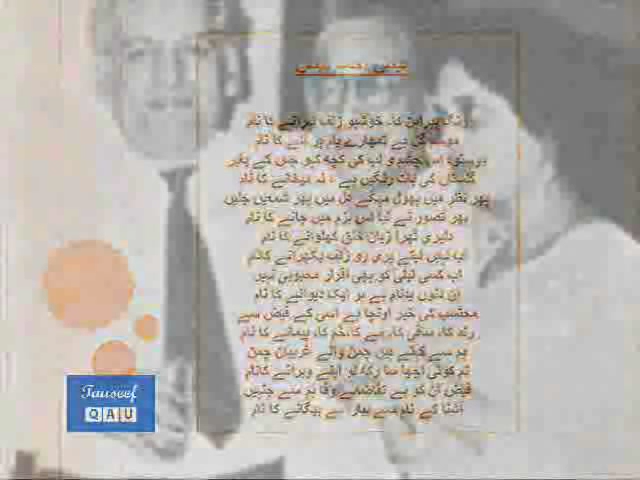 فیض احمد فیض
رنگ پیراہن کا، خوشبو زلف لہرانے کا نام
موسم گل ہے تمھارے بام پر آنے کا نام
دوستو، اس چشم و لب کی کچھ کہو جس کے بغیر
گلستاں کی بات رنگیں ہے ، نہ میخانے کا نام
پھر نظر میں پھول مہکے دل میں پھر شمعیں جلیں
پھر تصور نے لیا اس بزم میں جانے کا نام
دلبری ٹھہرا زبان خلق کھلوانے کا نام
اب نہیں لیتے پری رو زلف بکھرانے کانام
اب کسی لیلی کو بھی اقرار محبوبی نہیں
ان دنوں بدنام ہے ہر ایک دیوانے کا نام
محتسب کی خیر اونچا ہے اسی کے فیض سے
رند کا، ساقی کا، مے کا،خم کا، پیمانے کا نام
ہم سے کہتے ہیں چمن والے غریبان چمن
تم کوئی اچھا سا رکھ لو اپنے ویرانے کانام
فیض ان کو ہے تقاضائے وفا ہم سے جنہیں
آشنا کے نام سے پیارا ہے بیگانے کا نام
Tauseef
QAU